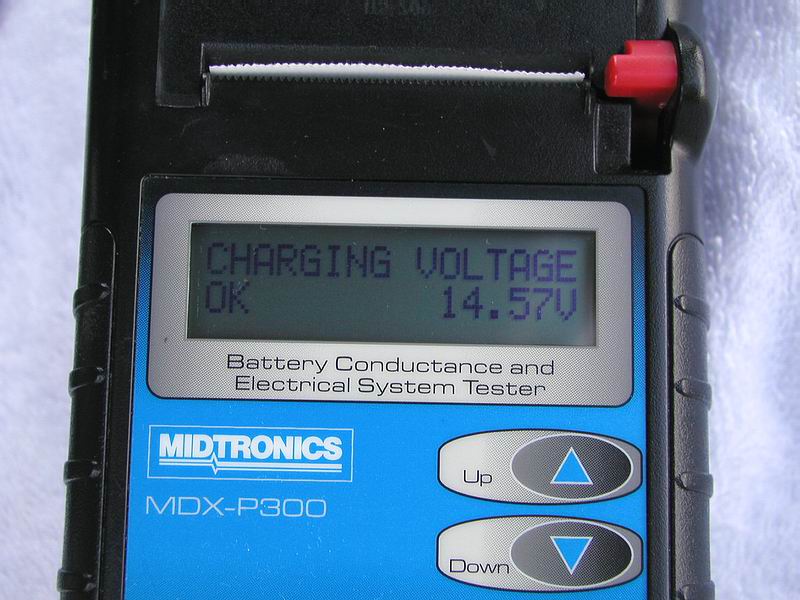 CHARGING VOLTAGE
OK 14.57V
Battery Conductance and
Electrical System Tester
MIDTRONICS
MDX-P300
Up
Down